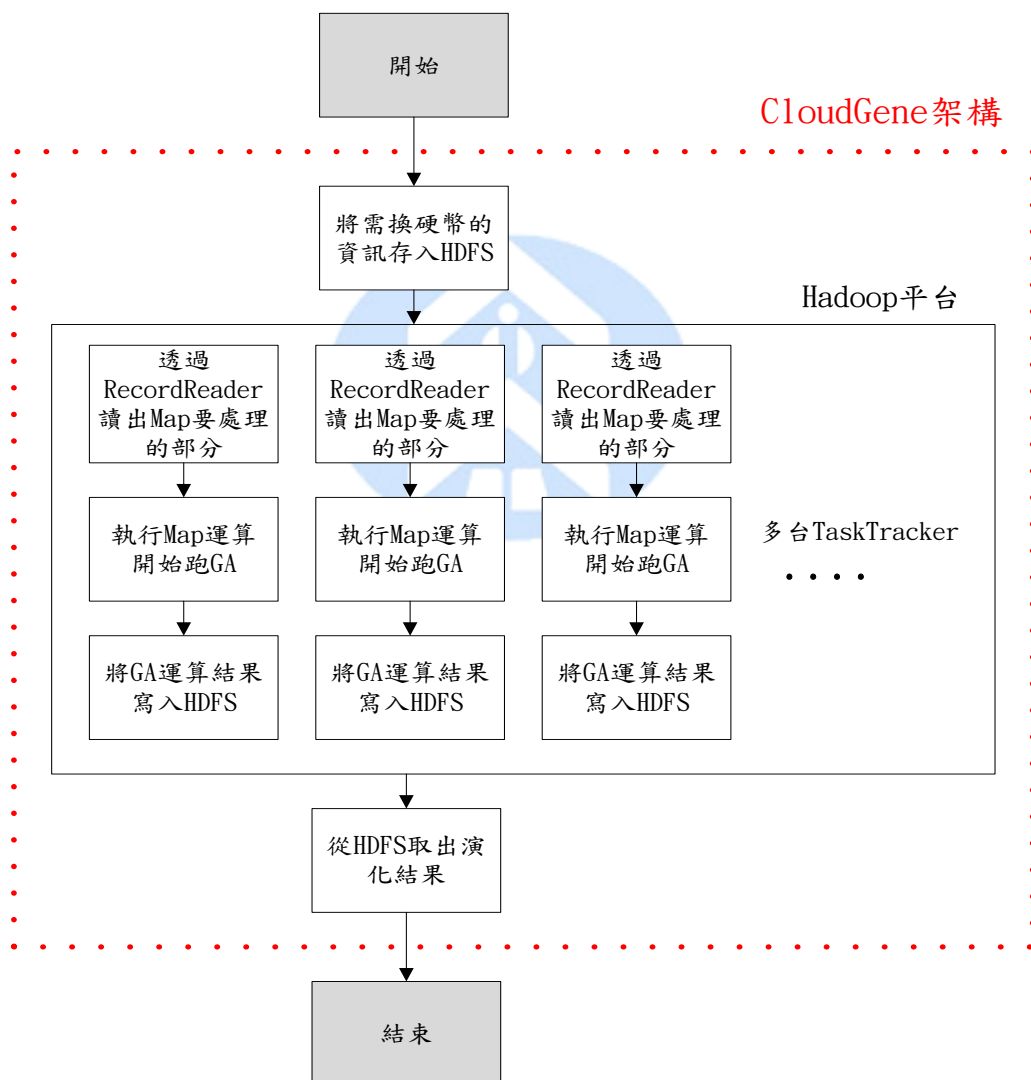 開始
CloudGene架構
將需換硬幣的
資訊存入HDFS
Hadoop平台
透過
RecordReader
讀出Map要處理
的部分
透過
RecordReader
讀出Map要處理
的部分
透過
RecordReader
讀出Map要處理
的部分
執行Map運算
開始跑GA
執行Map運算
開始跑GA
執行Map運算
開始跑GA
多台TaskTracker
....
將GA運算結果
寫入HDFS
將GA運算結果
寫入HDFS
將GA運算結果
寫入HDFS
從HDFS取出演
化結果
結束